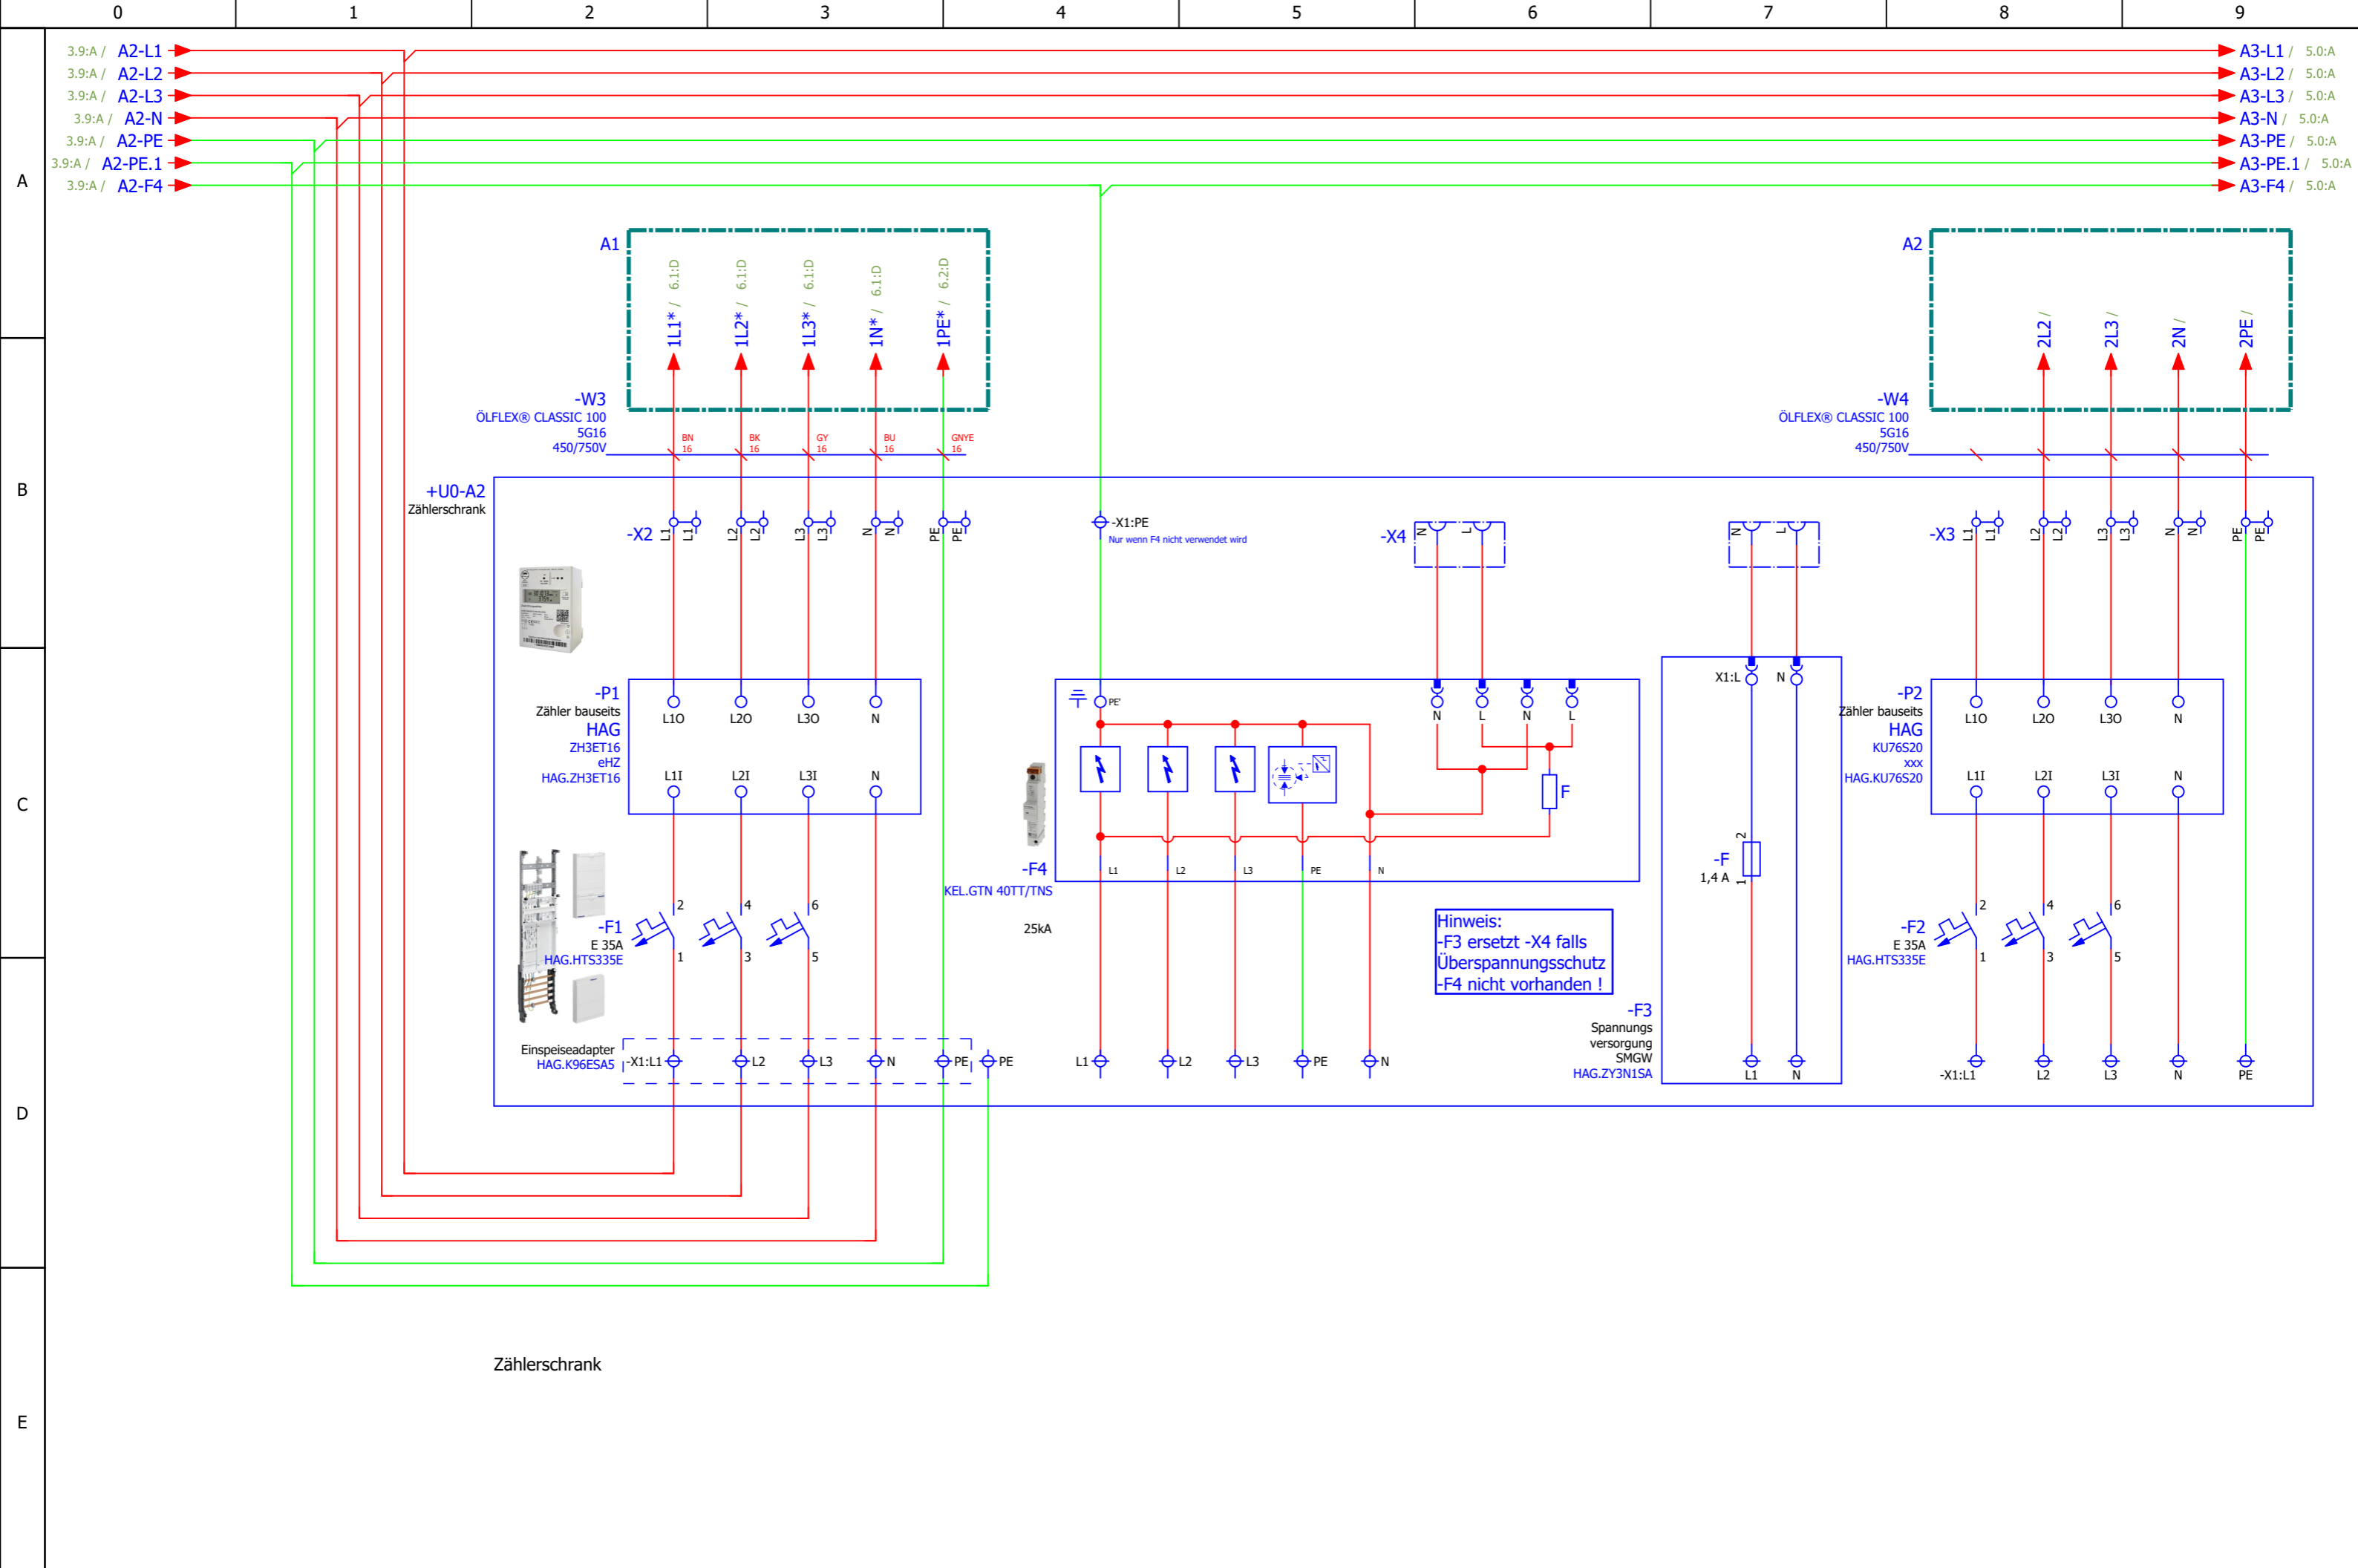 0 1 2 3 4 5 6 7 8 9
3.9:A / A2-L1
A3-L1 / 5.0:A
3.9:A / A2-L2
A3-L2 / 5.0:A
3.9:A / A2-L3
A3-L3 / 5.0:A
3.9:A / A2-N
A3-N / 5.0:A
3.9:A / A2-PE
A3-PE / 5.0:A
3.9:A / A2-PE.1
A3-PE.1 / 5.0:A
3.9:A / A2-F4
A3-F4 / 5.0:A
A
A1
1L1* / 6.1:D
1L2* / 6.1:D
1L3* / 6.1:D
1N* / 6.1:D
1PE* / 6.2:D
A2
2L2 /
2L3 /
2N /
2PE /
-W3
ÖLFLEX® CLASSIC 100
5G16
450/750V
BN
16
BK
16
GY
16
BU
16
GNYE
16
-W4
ÖLFLEX® CLASSIC 100
5G16
450/750V
B
+U0-A2
Zählerschrank
-X2
L1 L1 L2 L2 L3 L3 N N PE PE
-X1:PE
Nur wenn F4 nicht verwendet wird
-X4
N L
N L
-X3
L1 L1 L2 L2 L3 L3 N N PE PE
-P1
Zähler bauseits
HAG
ZH3ET16
eHZ
HAG.ZH3ET16
L1O L2O L3O N
L1I L2I L3I N
PE'
N L N L
F
L1 L2 L3 PE N
-F4
KEL.GTN 40TT/TNS
25kA
X1:L N
2
-F
1,4 A
1
-P2
Zähler bauseits
HAG
KU76S20
xxx
HAG.KU76S20
L1O L2O L3O N
L1I L2I L3I N
C
-F1
E 35A
HAG.HTS335E
2 4 6
1 3 5
Hinweis:
-F3 ersetzt -X4 falls
Überspannungsschutz
-F4 nicht vorhanden !
-F2
E 35A
HAG.HTS335E
2 4 6
1 3 5
-F3
Spannungs
versorgung
SMGW
HAG.ZY3N1SA
Einspeiseadapter
HAG.K96ESA5
-X1:L1 L2 L3 N PE PE
L1 L2 L3 PE N
L1 N
-X1:L1 L2 L3 N PE
D
Zählerschrank
E